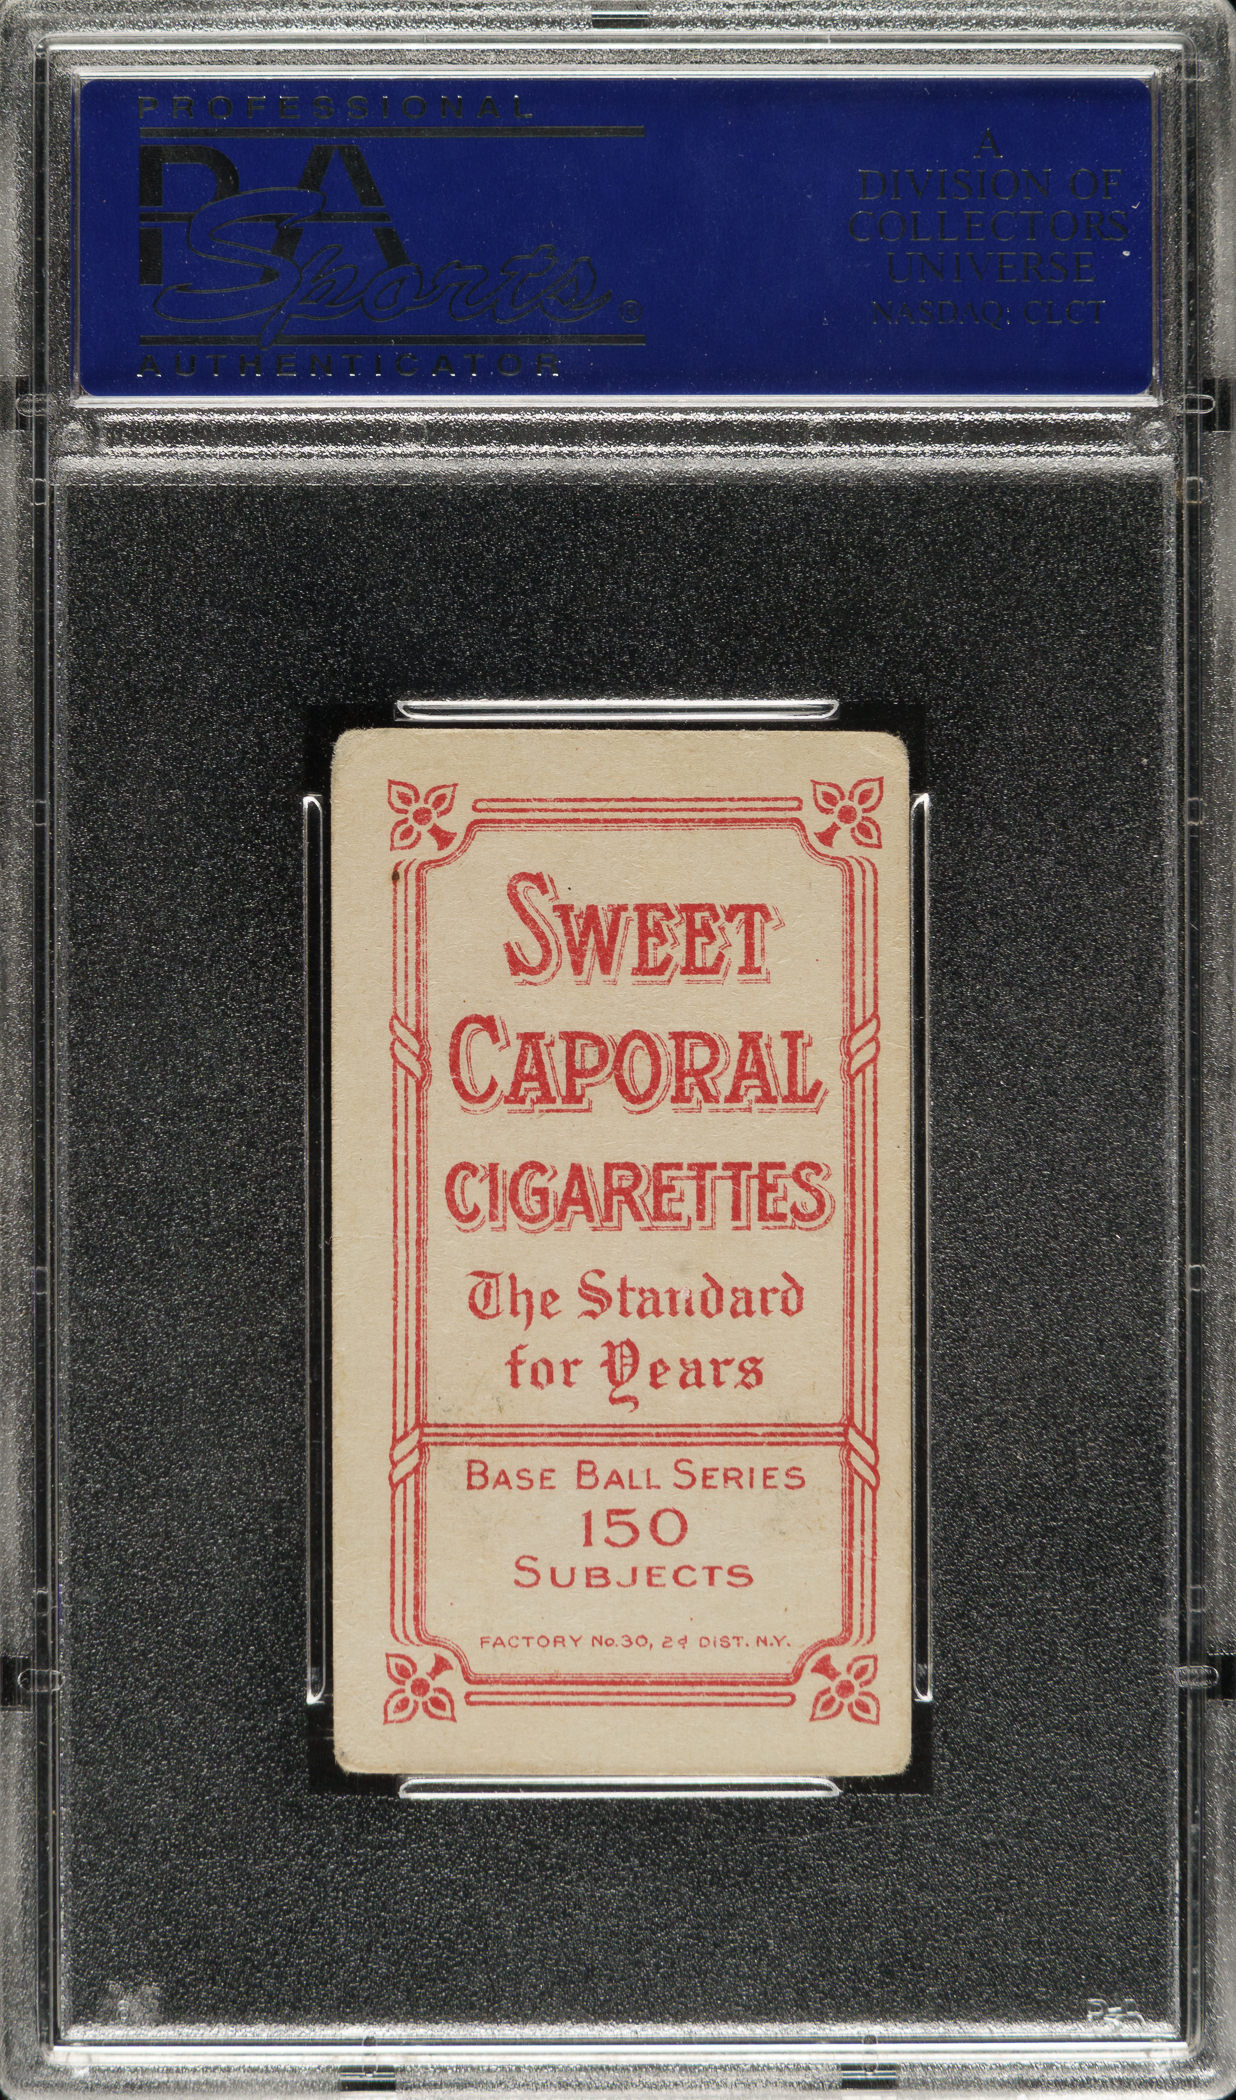 PROFESSIONAL
PSA
Sports®
AUTHENTICATOR
A
DIVISION OF
COLLECTORS
UNIVERSE
NASDAQ: CLCT
SWEET
CAPORAL
CIGARETTES
The Standard
for Years
BASE BALL SERIES
150
SUBJECTS
FACTORY No.30, 2d DIST. N.Y.
PSA